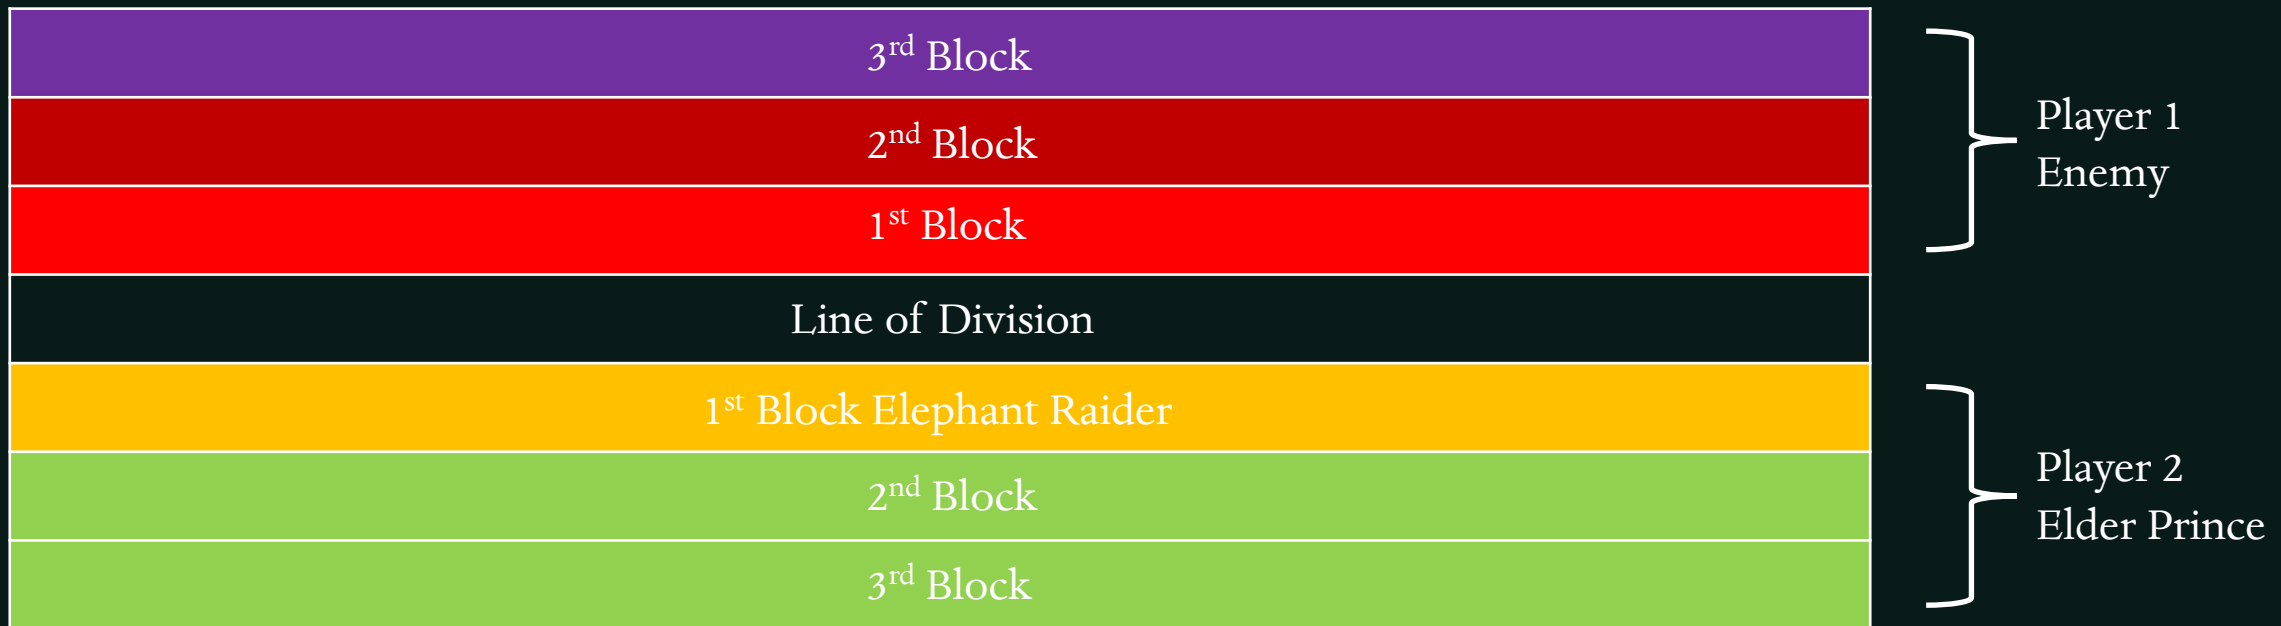 3rd Block
2nd Block
1st Block
Line of Division
1st Block Elephant Raider
2nd Block
3rd Block
Player 1
Enemy
Player 2
Elder Prince